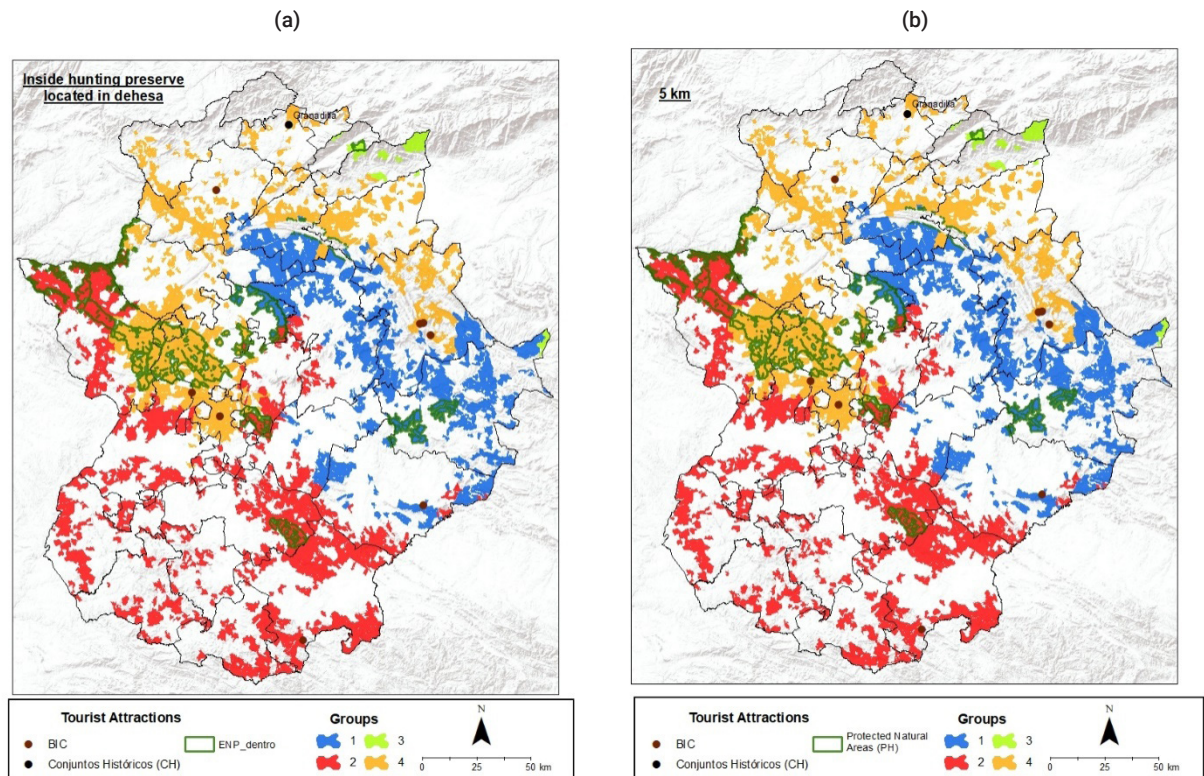 (a)
(b)
Inside hunting preserve
located in dehesa
Granadilla
5 km
Granadilla
Tourist Attractions
BIC
Conjuntos Históricos (CH)
ENP_dentro
Groups
1
2
3
4
N
0 25 50 km
Tourist Attractions
BIC
Conjuntos Históricos (CH)
Protected Natural
Areas (PH)
Groups
1
2
3
4
N
0 25 50 km